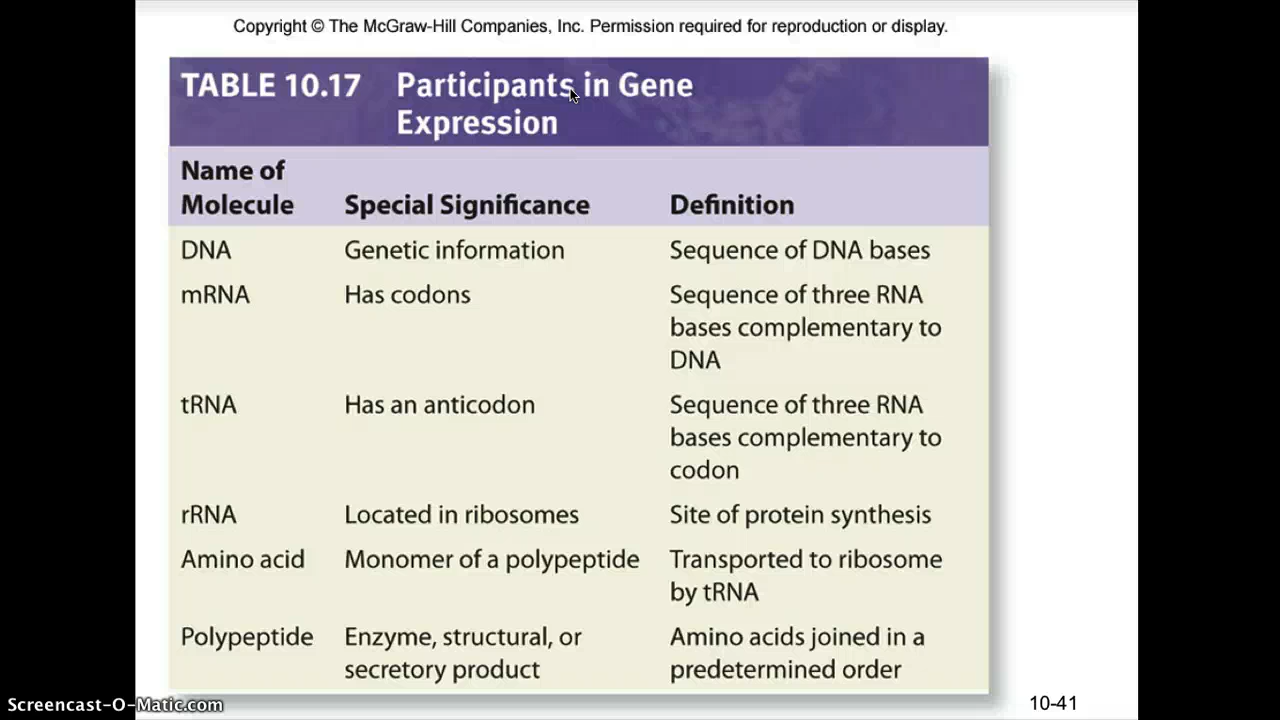 Copyright © The McGraw-Hill Companies, Inc. Permission required for reproduction or display.
TABLE 10.17 Participants in Gene
Expression
Name of
Molecule Special Significance Definition
DNA Genetic information Sequence of DNA bases
mRNA Has codons Sequence of three RNA
bases complementary to
DNA
tRNA Has an anticodon Sequence of three RNA
bases complementary to
codon
rRNA Located in ribosomes Site of protein synthesis
Amino acid Monomer of a polypeptide Transported to ribosome
by tRNA
Polypeptide Enzyme, structural, or Amino acids joined in a
secretory product predetermined order
Screencast-O-Matic.com 10-41